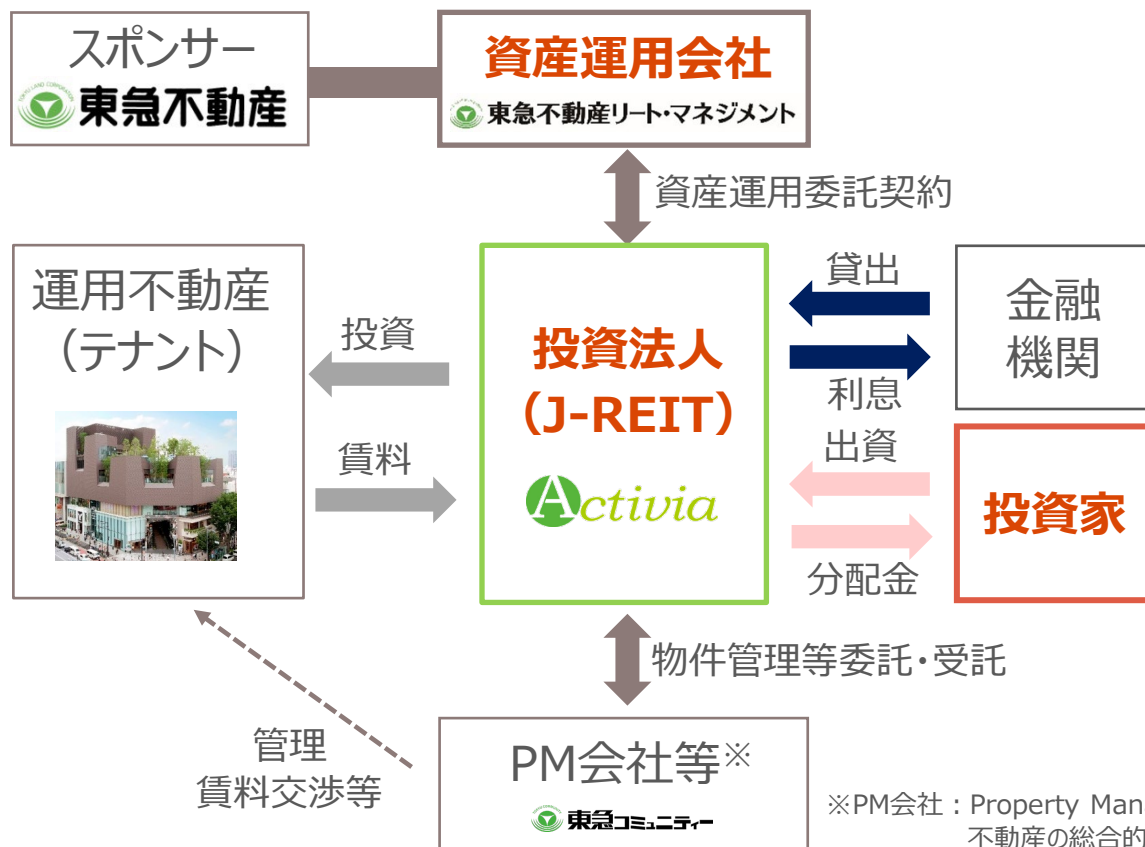 スポンサー
東急不動産
資産運用会社
東急不動産リート・マネジメント
資産運用委託契約
運用不動産
（テナント）
投資
賃料
投資法人
（J-REIT）
Activia
貸出
利息
金融
機関
出資
分配金
投資家
物件管理等委託・受託
管理
賃料交渉等
PM会社等※
東急コミュニティー
※PM会社：Property Man
不動産の総合的